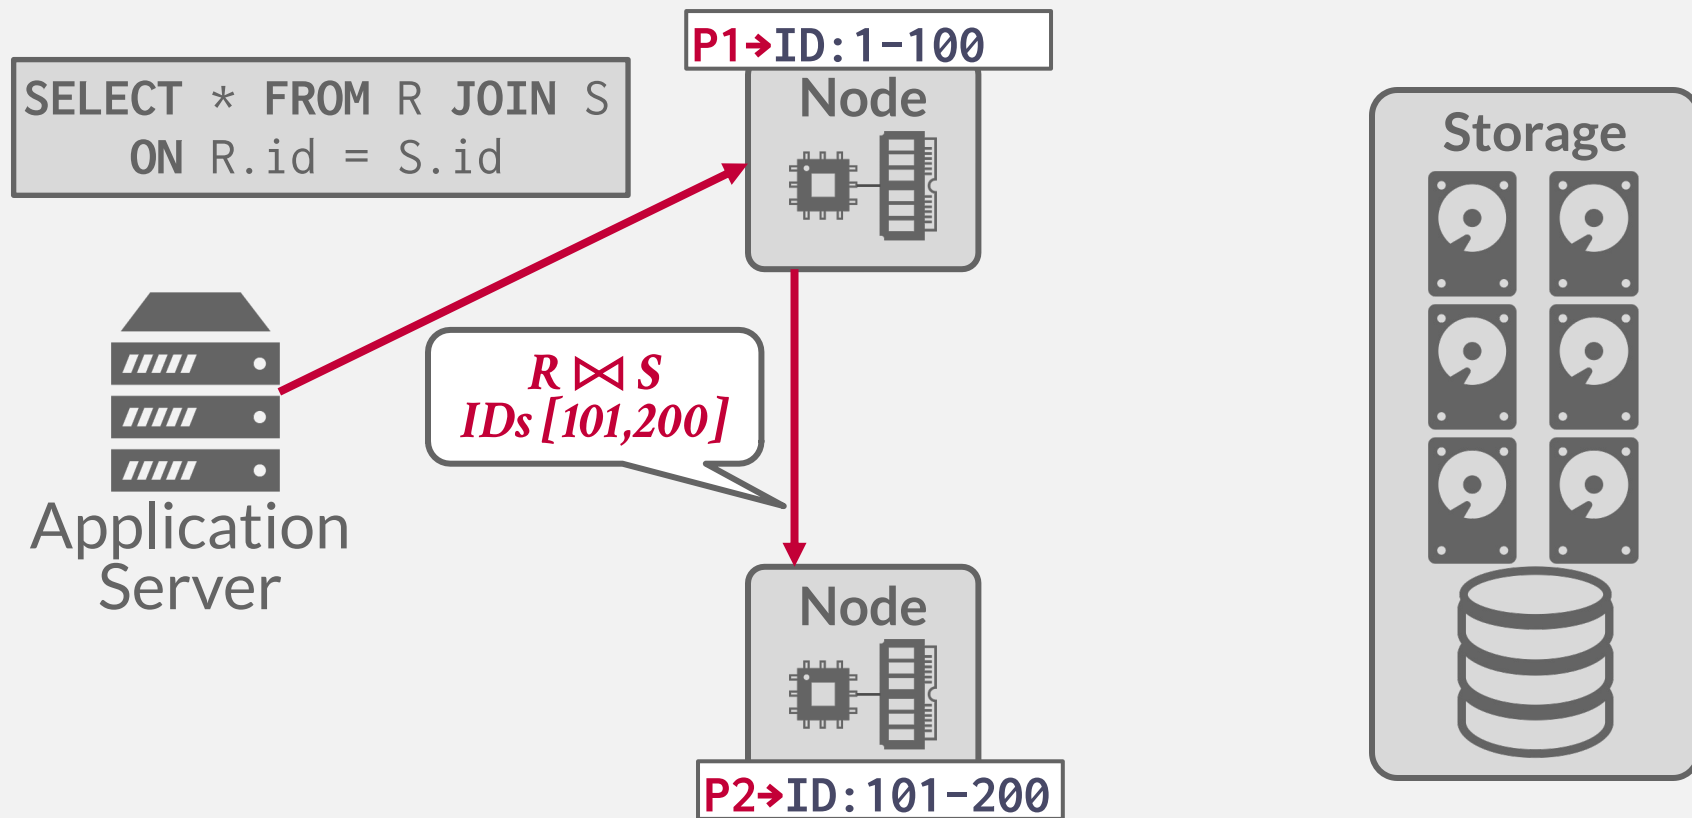 P1→ID:1-100
SELECT * FROM R JOIN S
ON R.id = S.id
Node
Storage
R ⋈ S
IDs [101,200]
Application
Server
Node
P2→ID:101-200